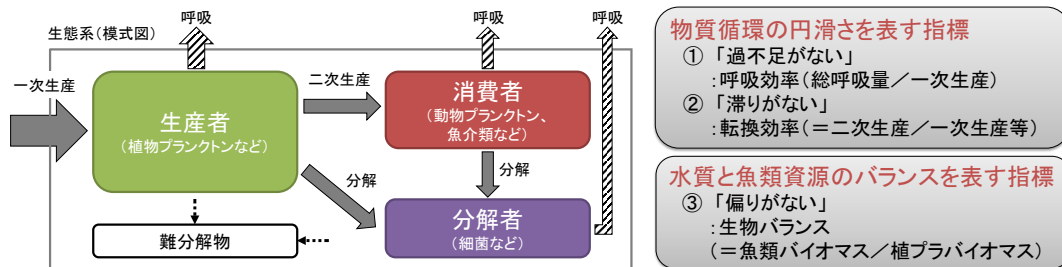 呼吸
呼吸
呼吸
生態系(模式図)
一次生産
生産者
(植物プランクトンなど)
二次生産
消費者
(動物プランクトン、
魚介類など)
分解
分解
分解者
(細菌など)
難分解物
物質循環の円滑さを表す指標
① 「過不足がない」
:呼吸効率(総呼吸量/一次生産)
② 「滞りがない」
:転換効率(=二次生産/一次生産等)
水質と魚類資源のバランスを表す指標
③ 「偏りがない」
:生物バランス
(=魚類バイオマス/植プラバイオマス)